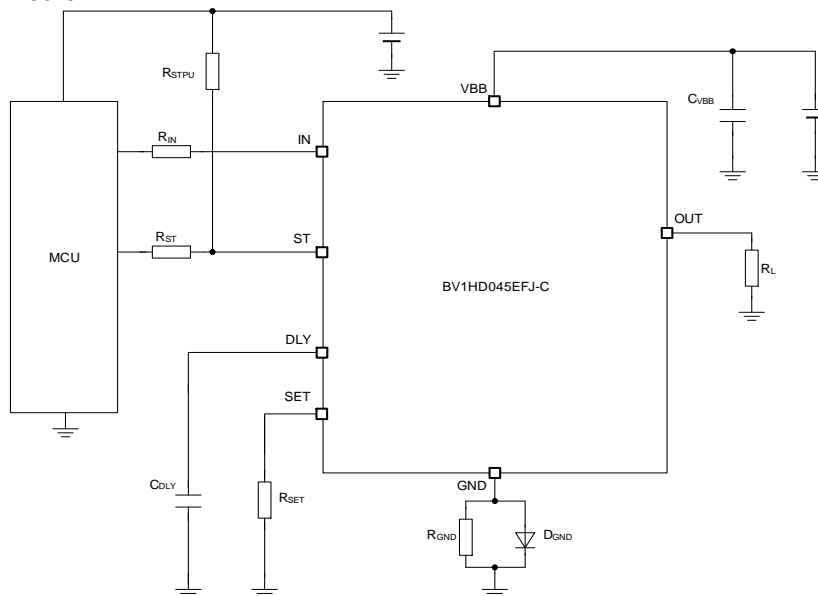 RSTPU
VBB
CVBB
RIN
IN
OUT
RST
ST
MCU
BV1HD045EFJ-C
RL
DLY
SET
GND
CDLY
RSET
RGND
DGND